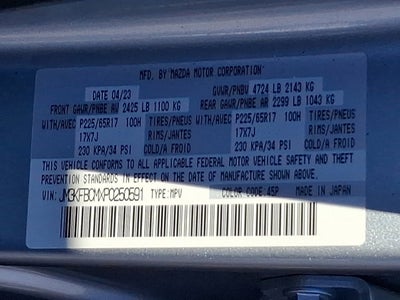 MFD. BY MAZDA MOTOR CORPORATION
DATE 04/23 GVWR/PNBV 4724 LB 2143 KG
FRONT GAWR/PNBE AV 2425 LB 1100 KG REAR GAWR/PNBE AR 2299 LB 1043 KG
WITH/AVEC P225/65R17 100H TIRES/PNEUS WITH/AVEC P225/65R17 100H TIRES/PNEUS
17X7J RIMS/JANTES 17X7J RIMS/JANTES
230 KPA/34 PSI COLD/A FROID 230 KPA/34 PSI COLD/A FROID
THIS VEHICLE CONFORMS TO ALL APPLICABLE FEDERAL MOTOR VEHICLE SAFETY AND THEFT
PREVENTION STANDARDS IN EFFECT ON THE DATE OF MANUFACTURE SHOWN ABOVE.
VIN: JM3KFBCMXP0250591 TYPE:MPV COLOR CODE 45P MADE IN JAPAN